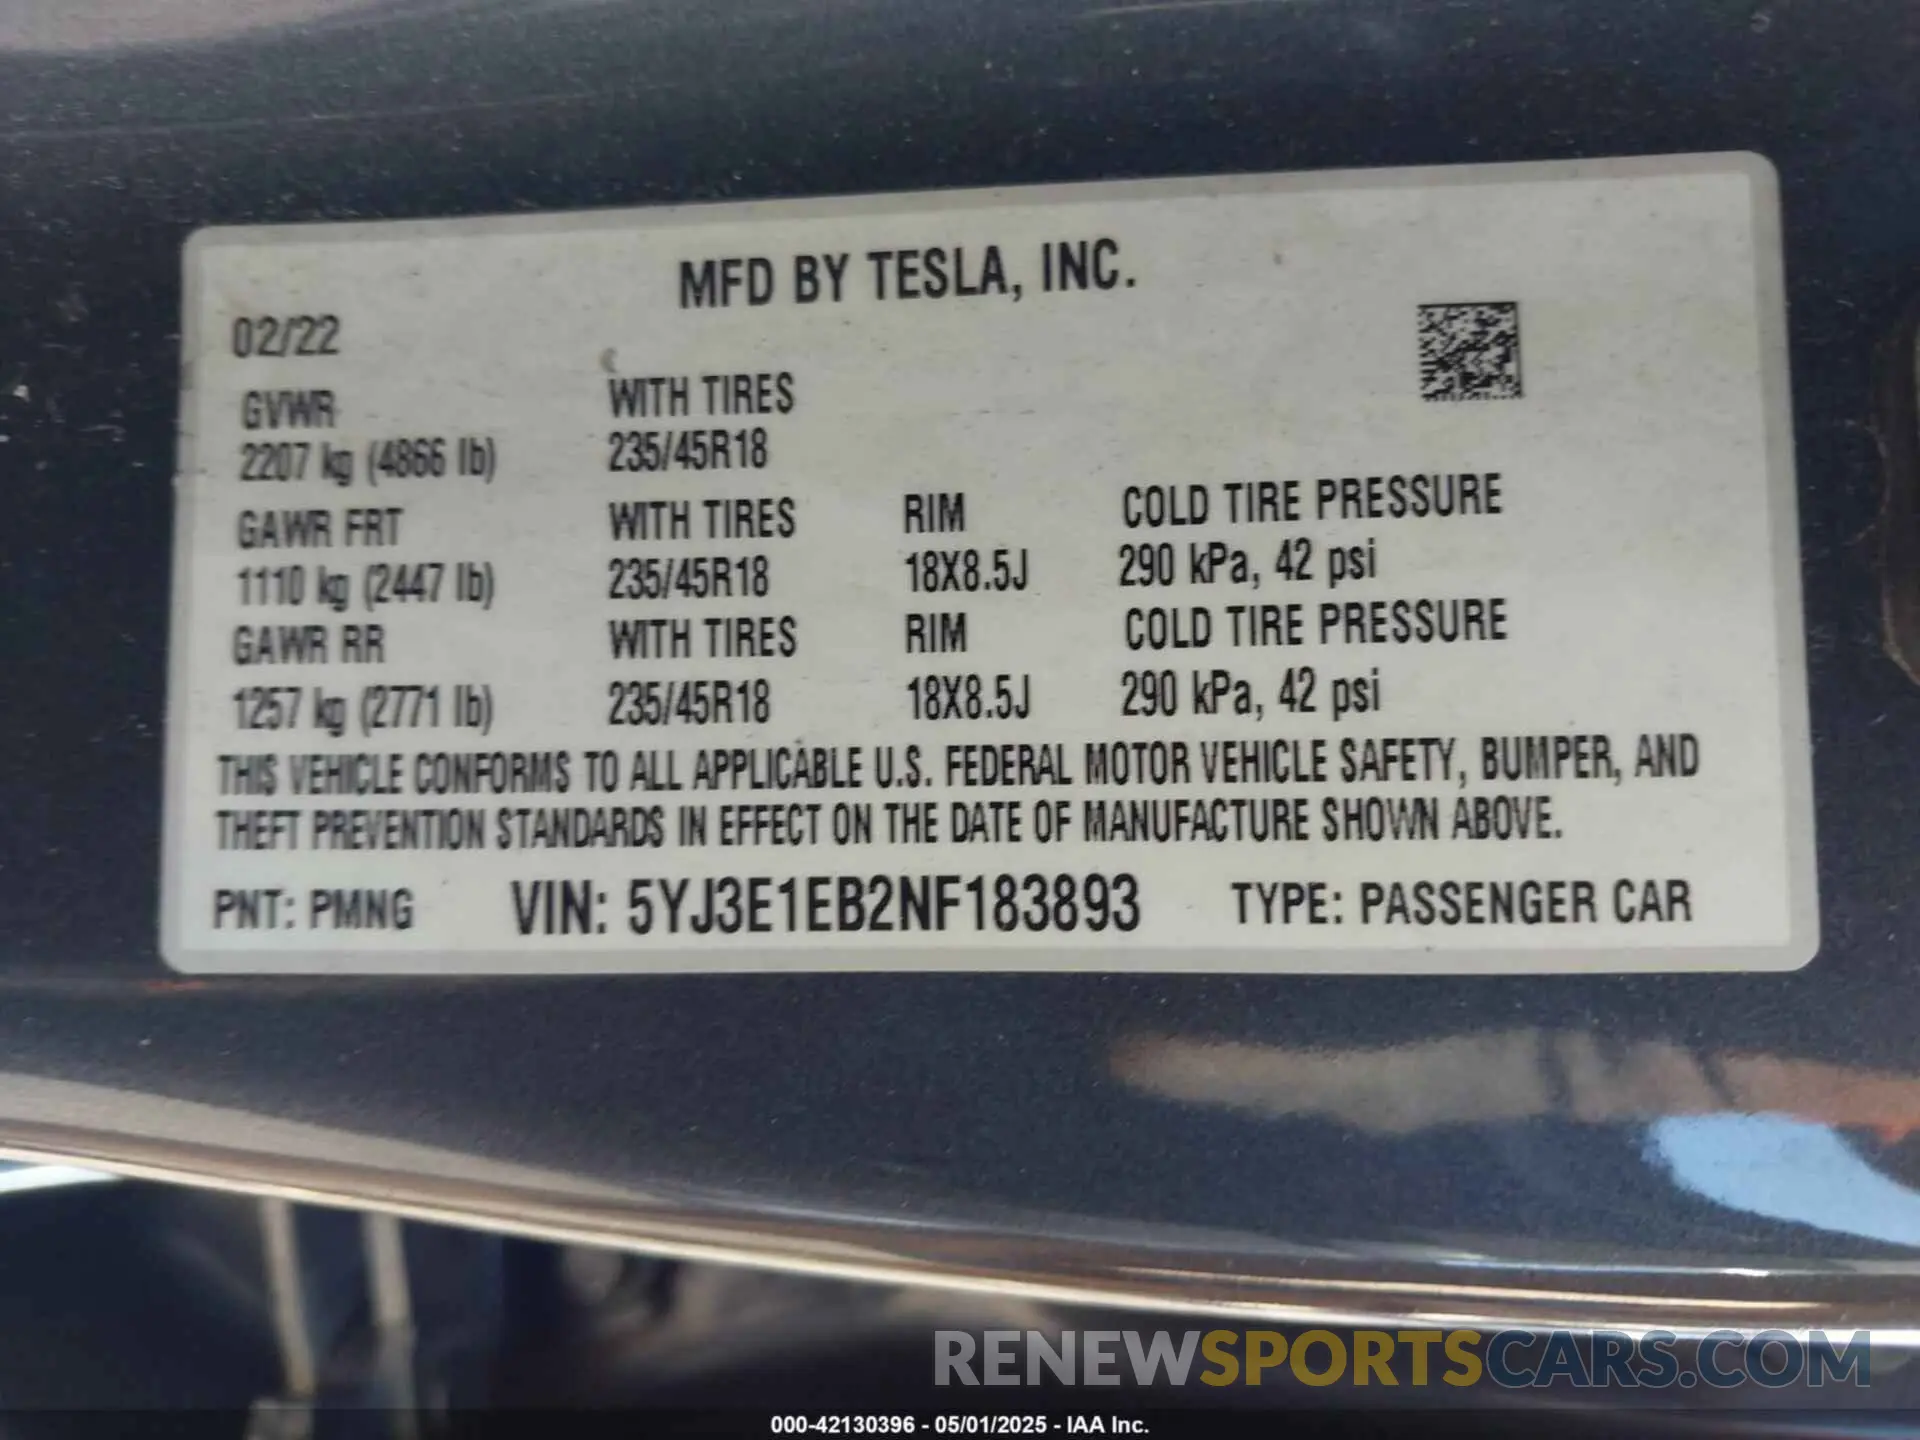 MFD BY TESLA, INC.
02/22
GVWR WITH TIRES
2207 kg (4866 lb) 235/45R18
GAWR FRT WITH TIRES RIM COLD TIRE PRESSURE
1110 kg (2447 lb) 235/45R18 18X8.5J 290 kPa, 42 psi
GAWR RR WITH TIRES RIM COLD TIRE PRESSURE
1257 kg (2771 lb) 235/45R18 18X8.5J 290 kPa, 42 psi
THIS VEHICLE CONFORMS TO ALL APPLICABLE U.S. FEDERAL MOTOR VEHICLE SAFETY, BUMPER, AND
THEFT PREVENTION STANDARDS IN EFFECT ON THE DATE OF MANUFACTURE SHOWN ABOVE.
PNT: PMNG VIN: 5YJ3E1EB2NF183893 TYPE: PASSENGER CAR
RENEWSPORTSCARS.COM
000-42130396 - 05/01/2025 - IAA Inc.